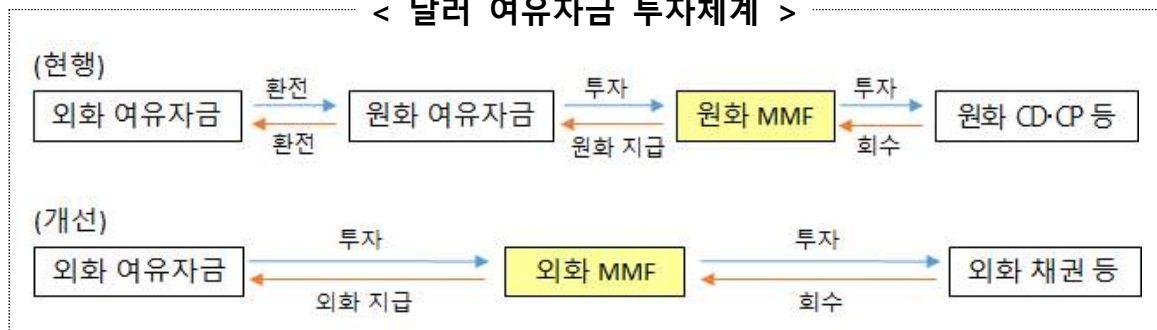 < 달러 여유자금 투자체계 >
(현행)
환전 투자 투자
외화 여유자금 원화 여유자금 원화 MMF 원화 CD·CP 등
환전 원화 지급 회수
(개선)
투자 투자
외화 여유자금 외화 MMF 외화 채권 등
외화 지급 회수